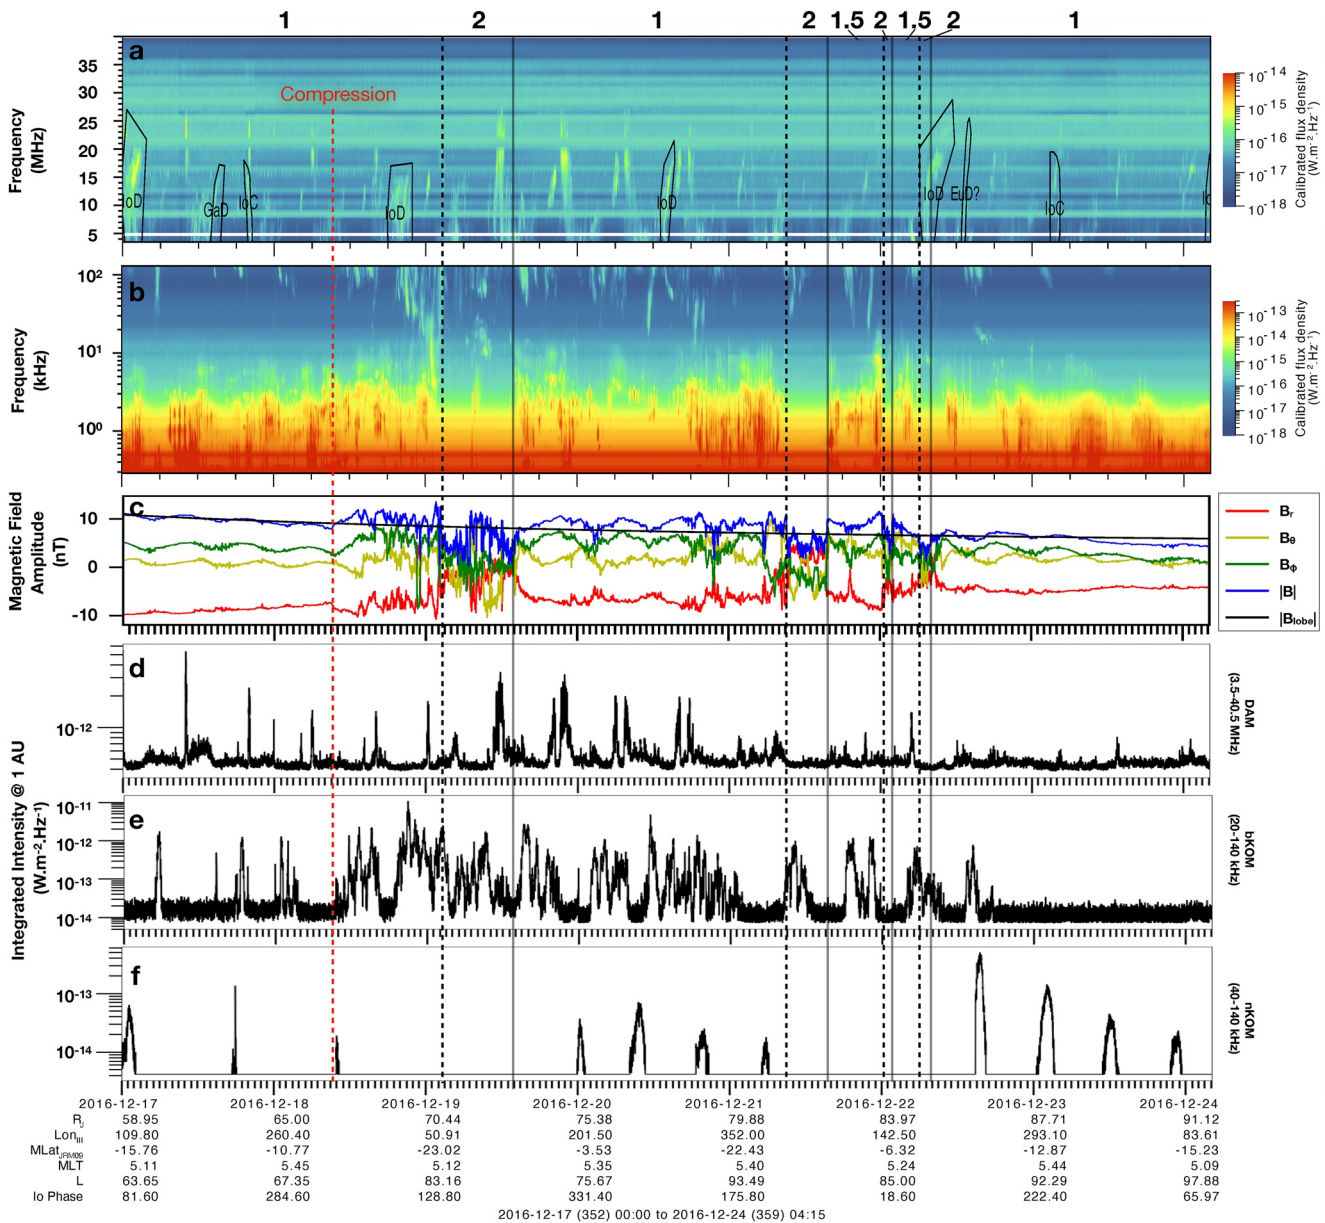 1 2 1 2 1.5 2 1.5 2 1
a
Frequency (MHz)
35
30
25
20
15
10
5
Compression
IoD
GaD
IoC
IoD
IoD
IoD
EuD?
IoC
10-14
10-15
10-16
10-17
10-18
Calibrated flux density
(W.m-2.Hz-1)
b
Frequency (kHz)
10²
10¹
10⁰
10-13
10-14
10-15
10-16
10-17
10-18
Calibrated flux density
(W.m-2.Hz-1)
c
Magnetic Field
Amplitude
(nT)
10
0
-10
Br
Bθ
BΦ
|B|
|Blobe|
Integrated Intensity @ 1 AU
(W.m-2.Hz-1)
d
10-12
DAM
(3.5-40.5 MHz)
e
10-11
10-12
10-13
10-14
bKOM
(20-140 kHz)
f
10-13
10-14
nKOM
(40-140 kHz)
2016-12-17 2016-12-18 2016-12-19 2016-12-20 2016-12-21 2016-12-22 2016-12-23 2016-12-24
RJ 58.95 65.00 70.44 75.38 79.88 83.97 87.71 91.12
LonIII 109.80 260.40 50.91 201.50 352.00 142.50 293.10 83.61
MLatJRM09 -15.76 -10.77 -23.02 -3.53 -22.43 -6.32 -12.87 -15.23
MLT 5.11 5.45 5.12 5.35 5.40 5.24 5.44 5.09
L 63.65 67.35 83.16 75.67 93.49 85.00 92.29 97.88
Io Phase 81.60 284.60 128.80 331.40 175.80 18.60 222.40 65.97
2016-12-17 (352) 00:00 to 2016-12-24 (359) 04:15